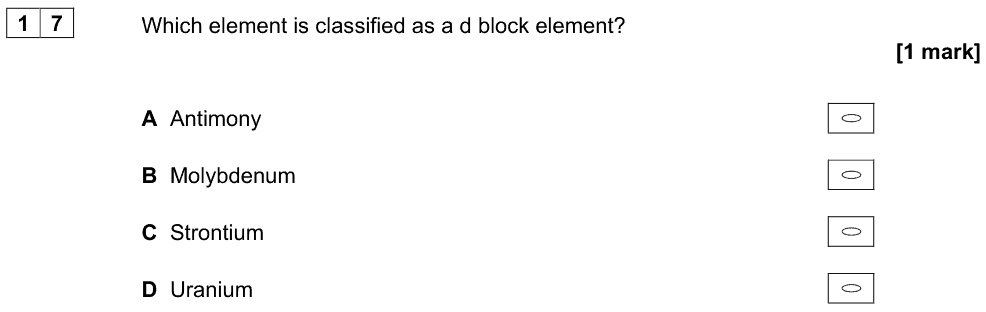 1 7 Which element is classified as a d block element?
[1 mark]
A Antimony
B Molybdenum
C Strontium
D Uranium